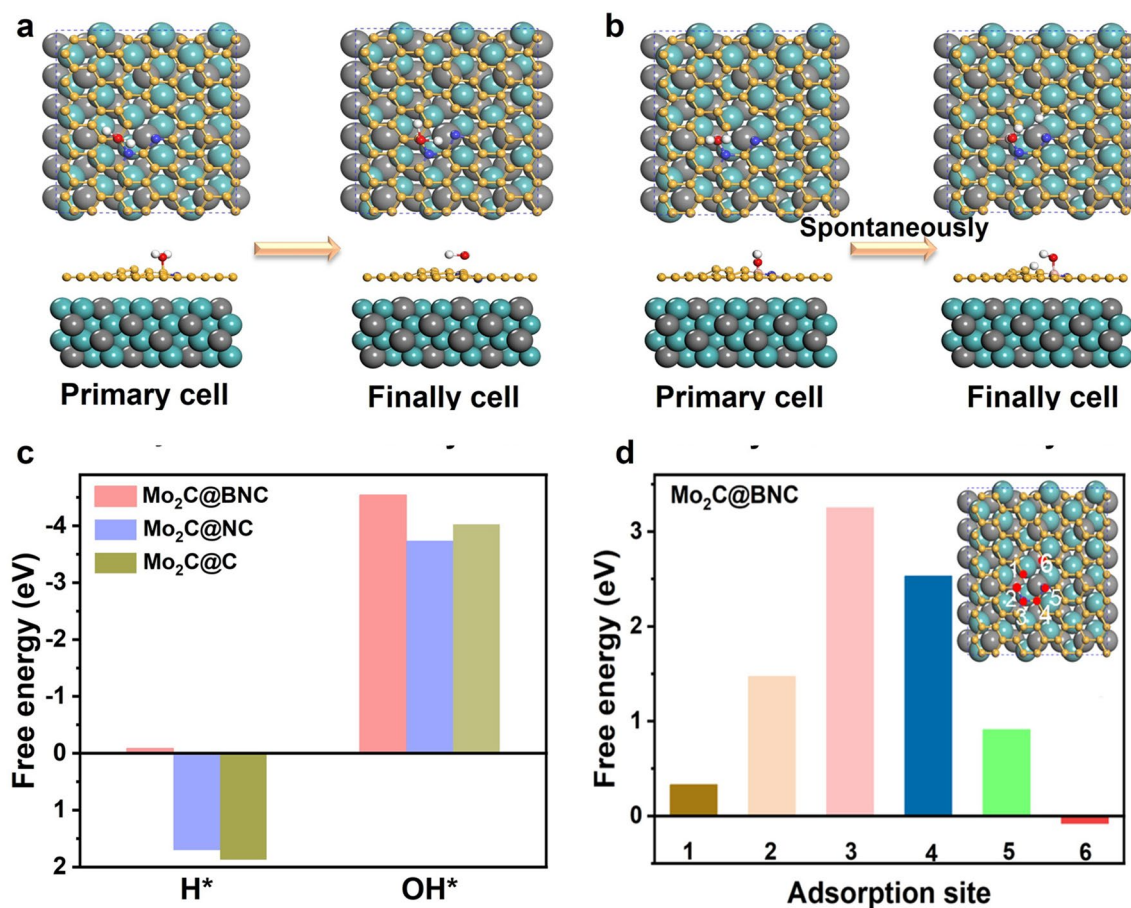 a
b
Spontaneously
Primary cell
Finally cell
Primary cell
Finally cell
c
Free energy (eV)
-4
-3
-2
-1
0
1
2
Mo₂C@BNC
Mo₂C@NC
Mo₂C@C
H*
OH*
d
Free energy (eV)
3
2
1
0
Mo₂C@BNC
1
6
2
5
3
4
1 2 3 4 5 6
Adsorption site